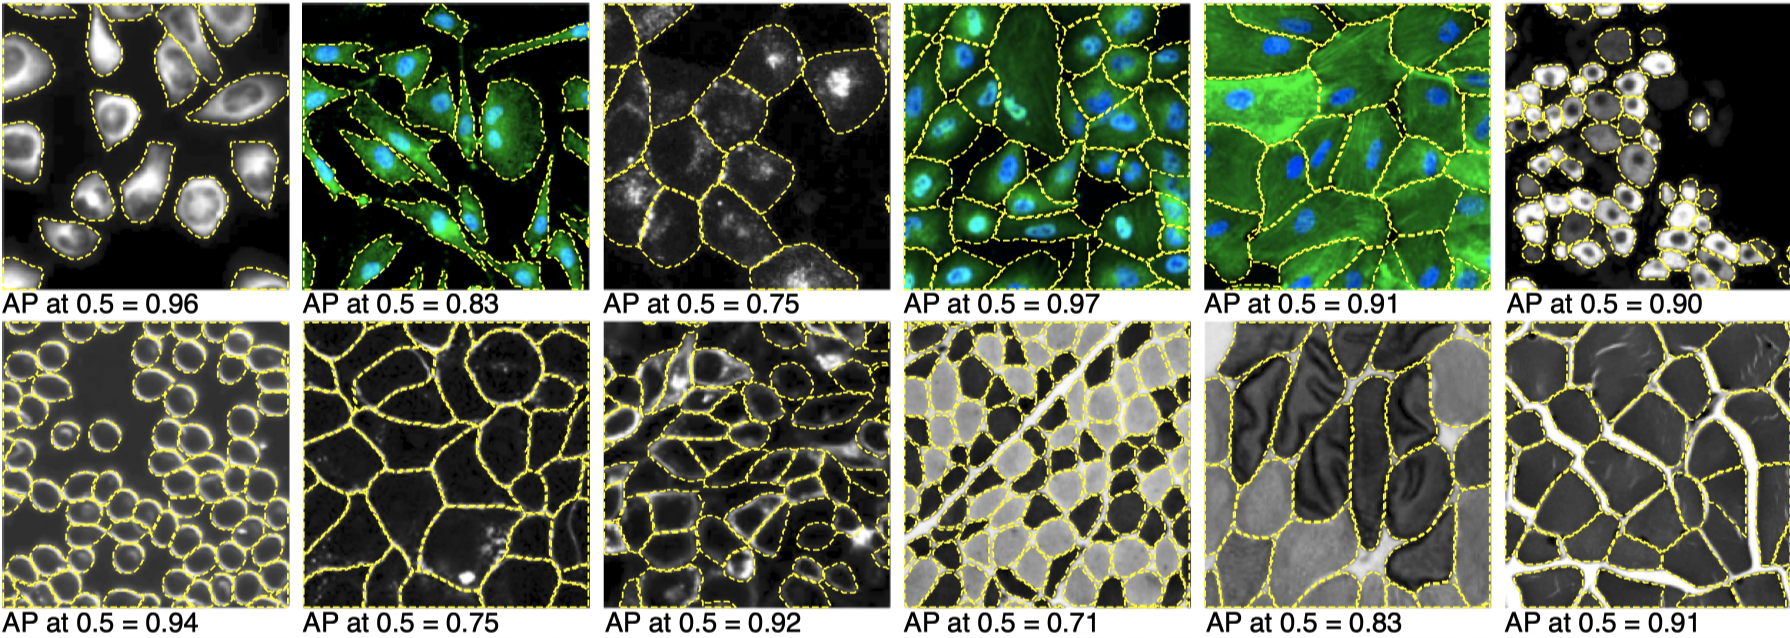 AP at 0.5 = 0.96
AP at 0.5 = 0.83
AP at 0.5 = 0.75
AP at 0.5 = 0.97
AP at 0.5 = 0.91
AP at 0.5 = 0.90
AP at 0.5 = 0.94
AP at 0.5 = 0.75
AP at 0.5 = 0.92
AP at 0.5 = 0.71
AP at 0.5 = 0.83
AP at 0.5 = 0.91